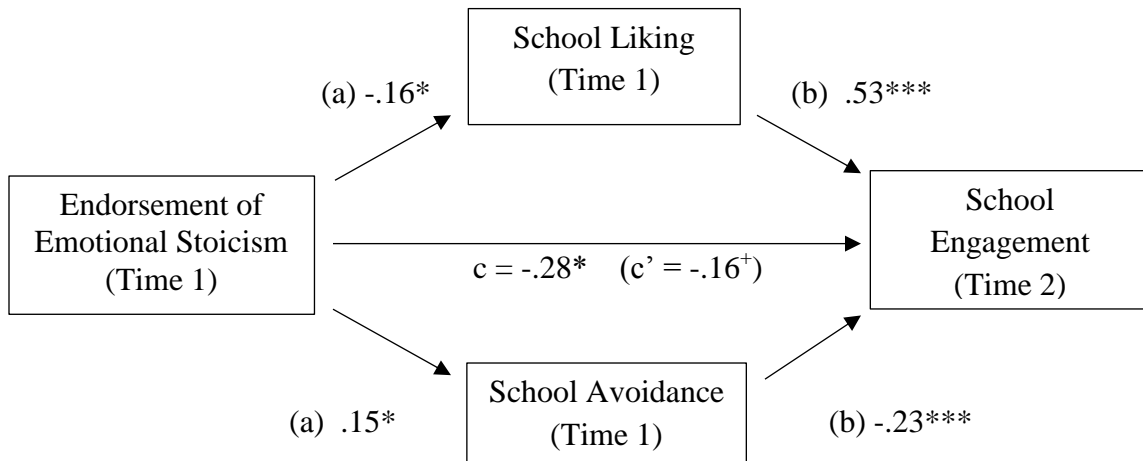 School Liking
(Time 1)
(a) -.16*
(b) .53***
Endorsement of
Emotional Stoicism
(Time 1)
School
Engagement
(Time 2)
c = -.28* (c’ = -.16⁺)
School Avoidance
(Time 1)
(a) .15*
(b) -.23***